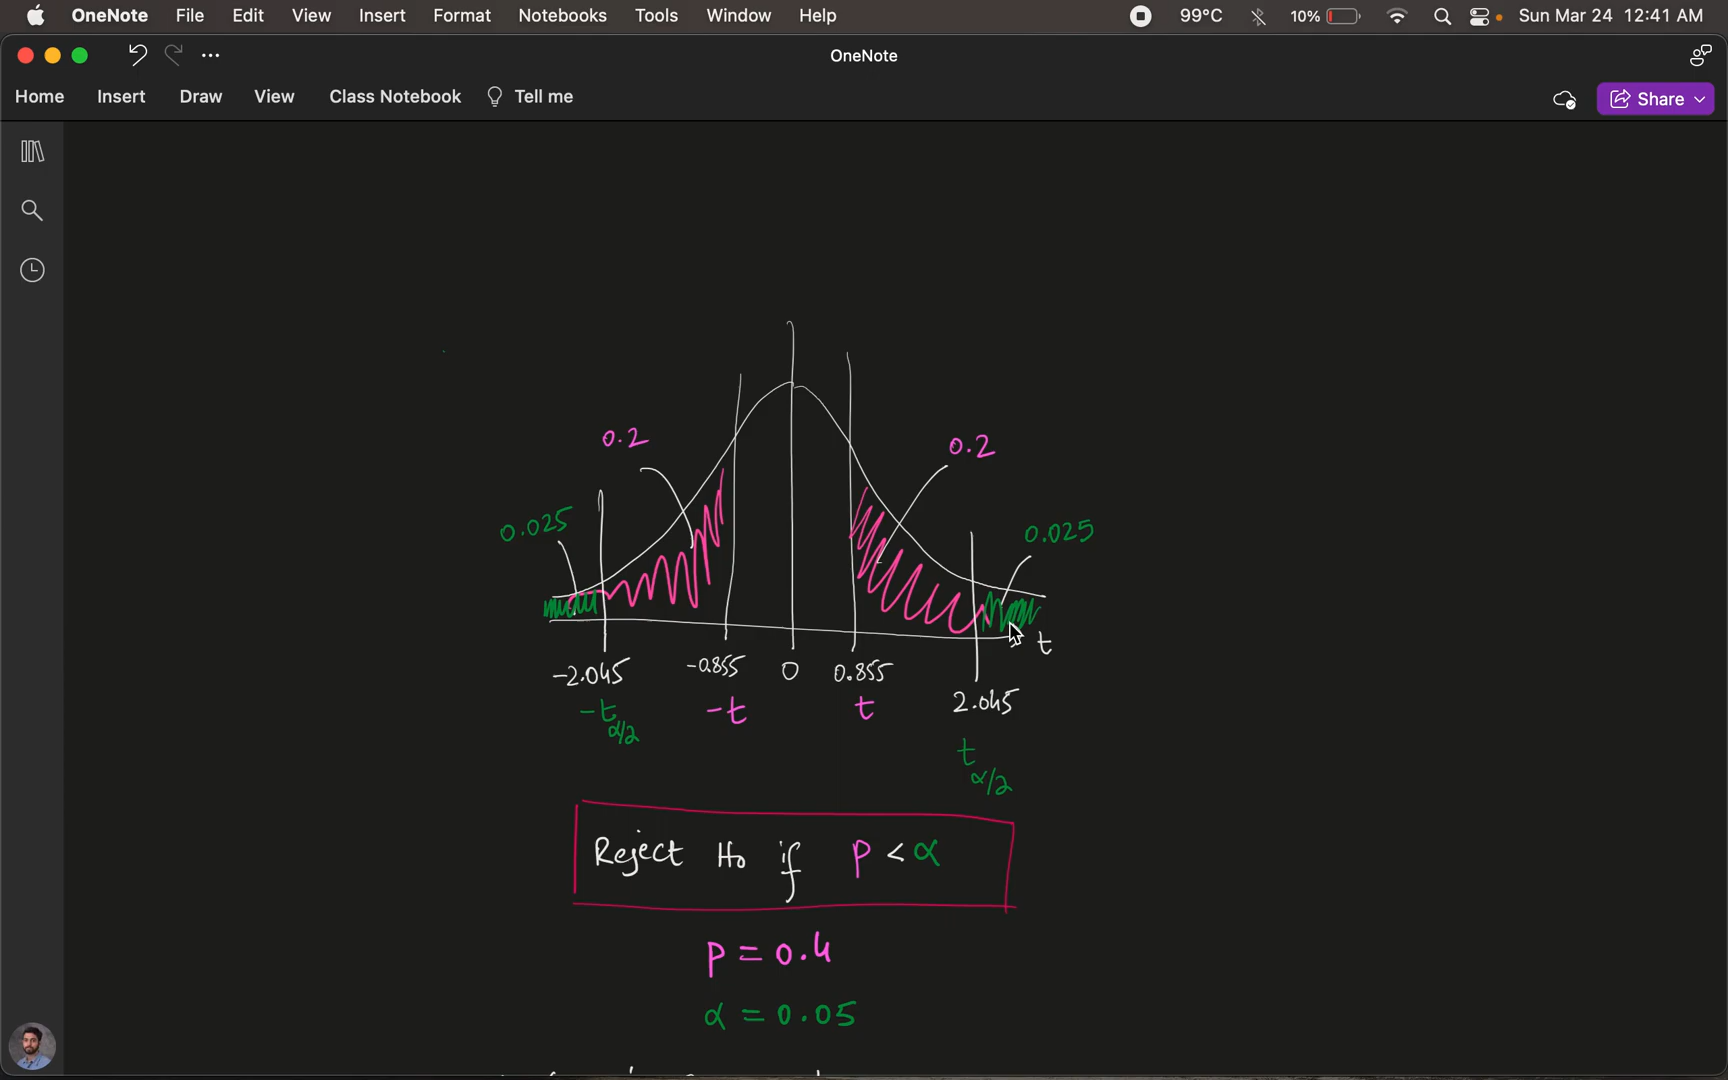 OneNote File Edit View Insert Format Notebooks Tools Window Help 99°C 10% Sun Mar 24 12:41 AM
OneNote
Home Insert Draw View Class Notebook Tell me Share
0.2 0.2
0.025 0.025
t
-2.045 -0.855 0 0.855 2.045
-t α/2 -t t t α/2
Reject H0 if P < α
P = 0.4
α = 0.05